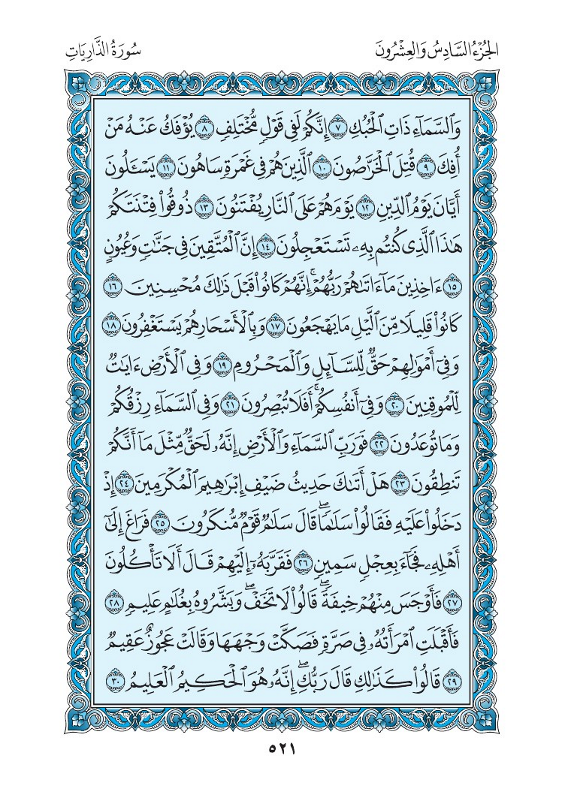 الجُزْءُ السَّادِسُ وَالعِشْرُونَ
سُورَةُ الذَّارِيَاتِ
وَٱلسَّمَآءِ ذَاتِ ٱلْحُبُكِ ٧ إِنَّكُمْ لَفِى قَوْلٍ مُّخْتَلِفٍ ٨ يُؤْفَكُ عَنْهُ مَنْ
أُفِكَ ٩ قُتِلَ ٱلْخَرَّٰصُونَ ١٠ ٱلَّذِينَ هُمْ فِى غَمْرَةٍ سَاهُونَ ١١ يَسْـَٔلُونَ
أَيَّانَ يَوْمُ ٱلدِّينِ ١٢ يَوْمَ هُمْ عَلَى ٱلنَّارِ يُفْتَنُونَ ١٣ ذُوقُوا۟ فِتْنَتَكُمْ
هَٰذَا ٱلَّذِى كُنتُم بِهِۦ تَسْتَعْجِلُونَ ١٤ إِنَّ ٱلْمُتَّقِينَ فِى جَنَّٰتٍ وَعُيُونٍ
١٥ ءَاخِذِينَ مَآ ءَاتَىٰهُمْ رَبُّهُمْ ۚ إِنَّهُمْ كَانُوا۟ قَبْلَ ذَٰلِكَ مُحْسِنِينَ ١٦
كَانُوا۟ قَلِيلًا مِّنَ ٱلَّيْلِ مَا يَهْجَعُونَ ١٧ وَبِٱلْأَسْحَارِ هُمْ يَسْتَغْفِرُونَ ١٨
وَفِىٓ أَمْوَٰلِهِمْ حَقٌّ لِّلسَّآئِلِ وَٱلْمَحْرُومِ ١٩ وَفِى ٱلْأَرْضِ ءَايَٰتٌ
لِّلْمُوقِنِينَ ٢٠ وَفِىٓ أَنفُسِكُمْ ۚ أَفَلَا تُبْصِرُونَ ٢١ وَفِى ٱلسَّمَآءِ رِزْقُكُمْ
وَمَا تُوعَدُونَ ٢٢ فَوَرَبِّ ٱلسَّمَآءِ وَٱلْأَرْضِ إِنَّهُۥ لَحَقٌّ مِّثْلَ مَآ أَنَّكُمْ
تَنطِقُونَ ٢٣ هَلْ أَتَىٰكَ حَدِيثُ ضَيْفِ إِبْرَٰهِيمَ ٱلْمُكْرَمِينَ ٢٤ إِذْ
دَخَلُوا۟ عَلَيْهِ فَقَالُوا۟ سَلَٰمًا ۖ قَالَ سَلَٰمٌ قَوْمٌ مُّنكَرُونَ ٢٥ فَرَاغَ إِلَىٰٓ
أَهْلِهِۦ فَجَآءَ بِعِجْلٍ سَمِينٍ ٢٦ فَقَرَّبَهُۥٓ إِلَيْهِمْ قَالَ أَلَا تَأْكُلُونَ
٢٧ فَأَوْجَسَ مِنْهُمْ خِيفَةً ۖ قَالُوا۟ لَا تَخَفْ ۖ وَبَشَّرُوهُ بِغُلَٰمٍ عَلِيمٍ ٢٨
فَأَقْبَلَتِ ٱمْرَأَتُهُۥ فِى صَرَّةٍ فَصَكَّتْ وَجْهَهَا وَقَالَتْ عَجُوزٌ عَقِيمٌ
٢٩ قَالُوا۟ كَذَٰلِكِ قَالَ رَبُّكِ ۖ إِنَّهُۥ هُوَ ٱلْحَكِيمُ ٱلْعَلِيمُ ٣٠
٥٢١